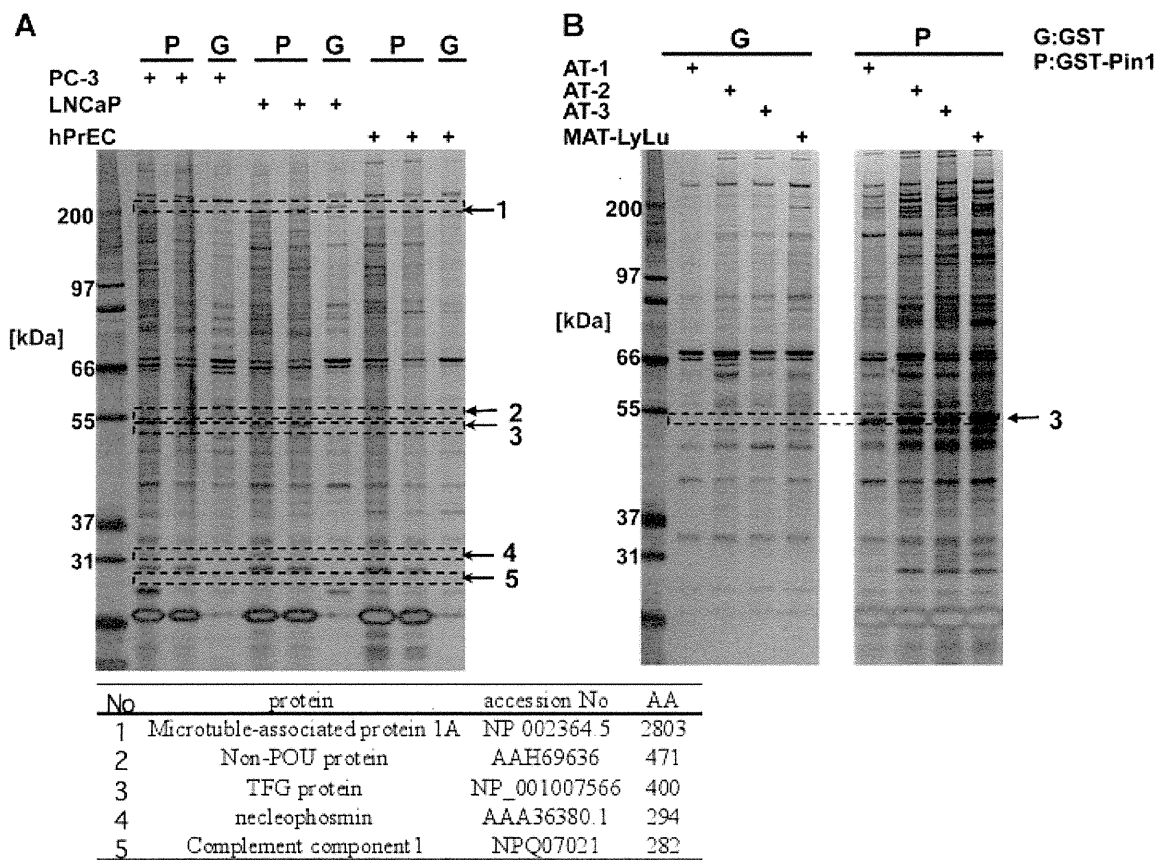 A
P G P G P G
PC-3 + + +
LNCaP + + +
hPrEC + + +
200
97
[kDa]
66
55
37
31
1
2
3
4
5
B
G P
G:GST
P:GST-Pin1
AT-1 + +
AT-2 + +
AT-3 + +
MAT-LyLu + +
200
97
[kDa]
66
55
37
31
3
No protein accession No AA
1 Microtuble-associated protein 1A NP 002364.5 2803
2 Non-POU protein AAH69636 471
3 TFG protein NP_001007566 400
4 necleophosmin AAA36380.1 294
5 Complement component1 NPQ07021 282